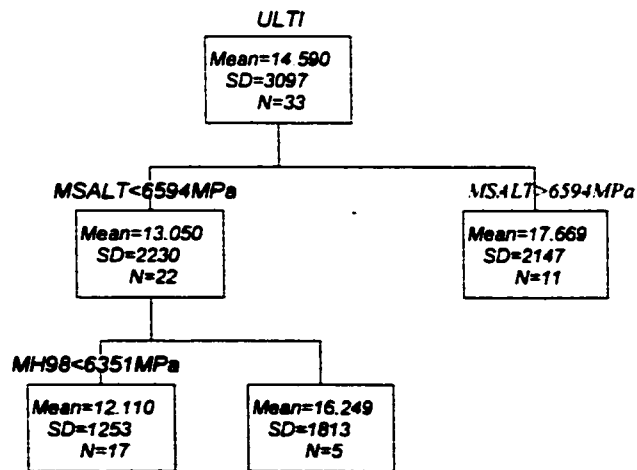 ULTI
Mean=14.590
SD=3097
N=33
MSALT<6594MPa
MSALT>6594MPa
Mean=13.050
SD=2230
N=22
Mean=17.669
SD=2147
N=11
MH98<6351MPa
Mean=12.110
SD=1253
N=17
Mean=16.249
SD=1813
N=5